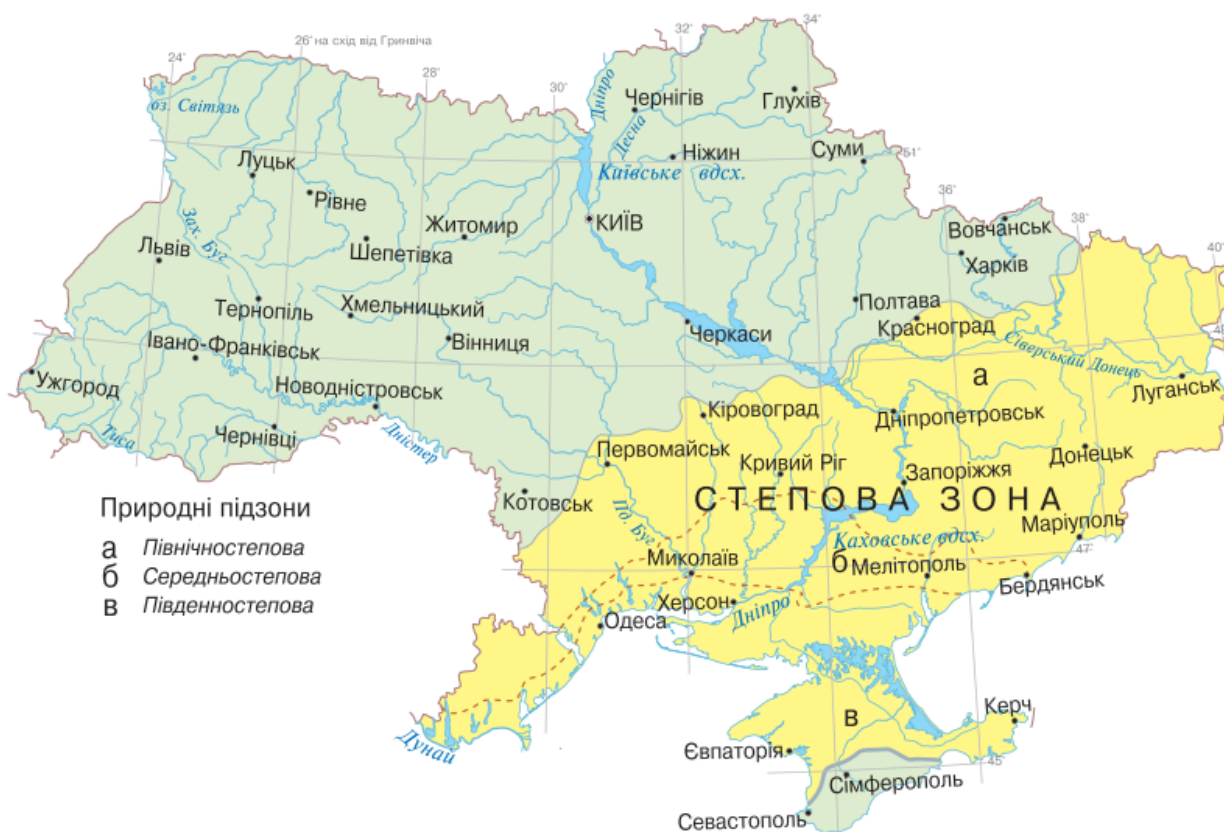 34°
32°
26° на схід від Гринвіча
24°
28°
30°
Дніпро
оз. Світязь
Чернігів
Глухів
Десна
Ніжин
Суми
51°
Луцьк
Київське вдсх.
Рівне
36°
Зах. Буг
Житомир
КИЇВ
Вовчанськ
38°
Львів
Шепетівка
Харків
40°
Тернопіль
Хмельницький
Полтава
Черкаси
Красноград
49
Івано-Франківськ
Вінниця
Сіверський Донець
Ужгород
Новодністровськ
а
Луганськ
Кіровоград
Дніпропетровськ
Тиса
Чернівці
Дністер
Первомайськ
Кривий Ріг
Запоріжжя
Донецьк
Котовськ
СТЕПОВА ЗОНА
Природні підзони
Пд. Буг
Маріуполь
Каховське вдсх.
47°
а Північностепова
Миколаїв
б
Мелітополь
б Середньостепова
Бердянськ
в Південностепова
Херсон
Дніпро
Одеса
Керч
в
Дунай
Євпаторія
45
Сімферополь
Севастополь